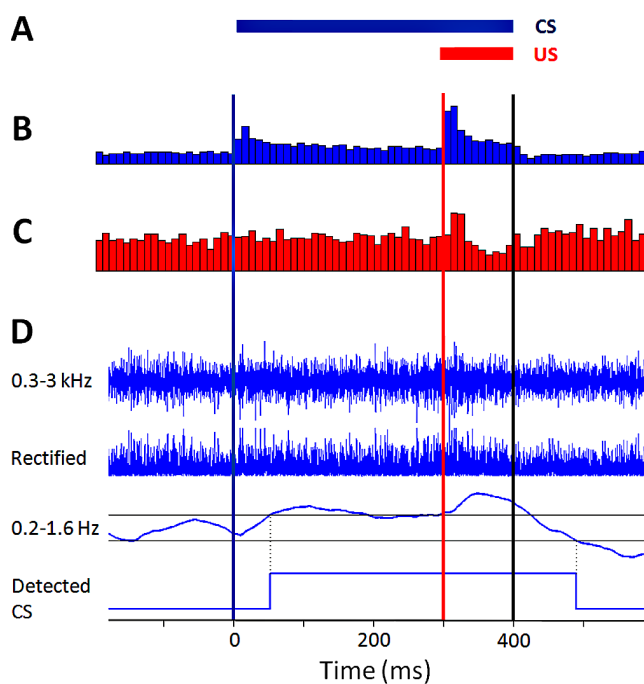 A
CS
US
B
C
D
0.3-3 kHz
Rectified
0.2-1.6 Hz
Detected
CS
0 200 400
Time (ms)